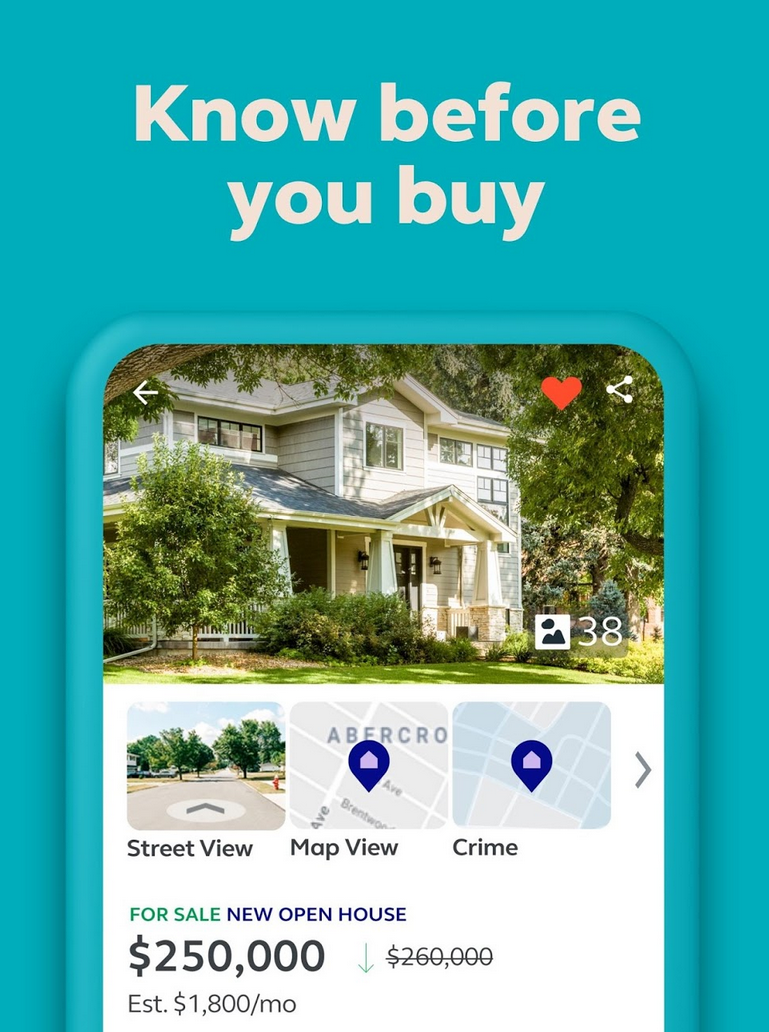 Know before
you buy
38
ABERCRO
Ave
Ave
Street View
Map View
Crime
FOR SALE NEW OPEN HOUSE
$250,000 ↓ $260,000
Est. $1,800/mo